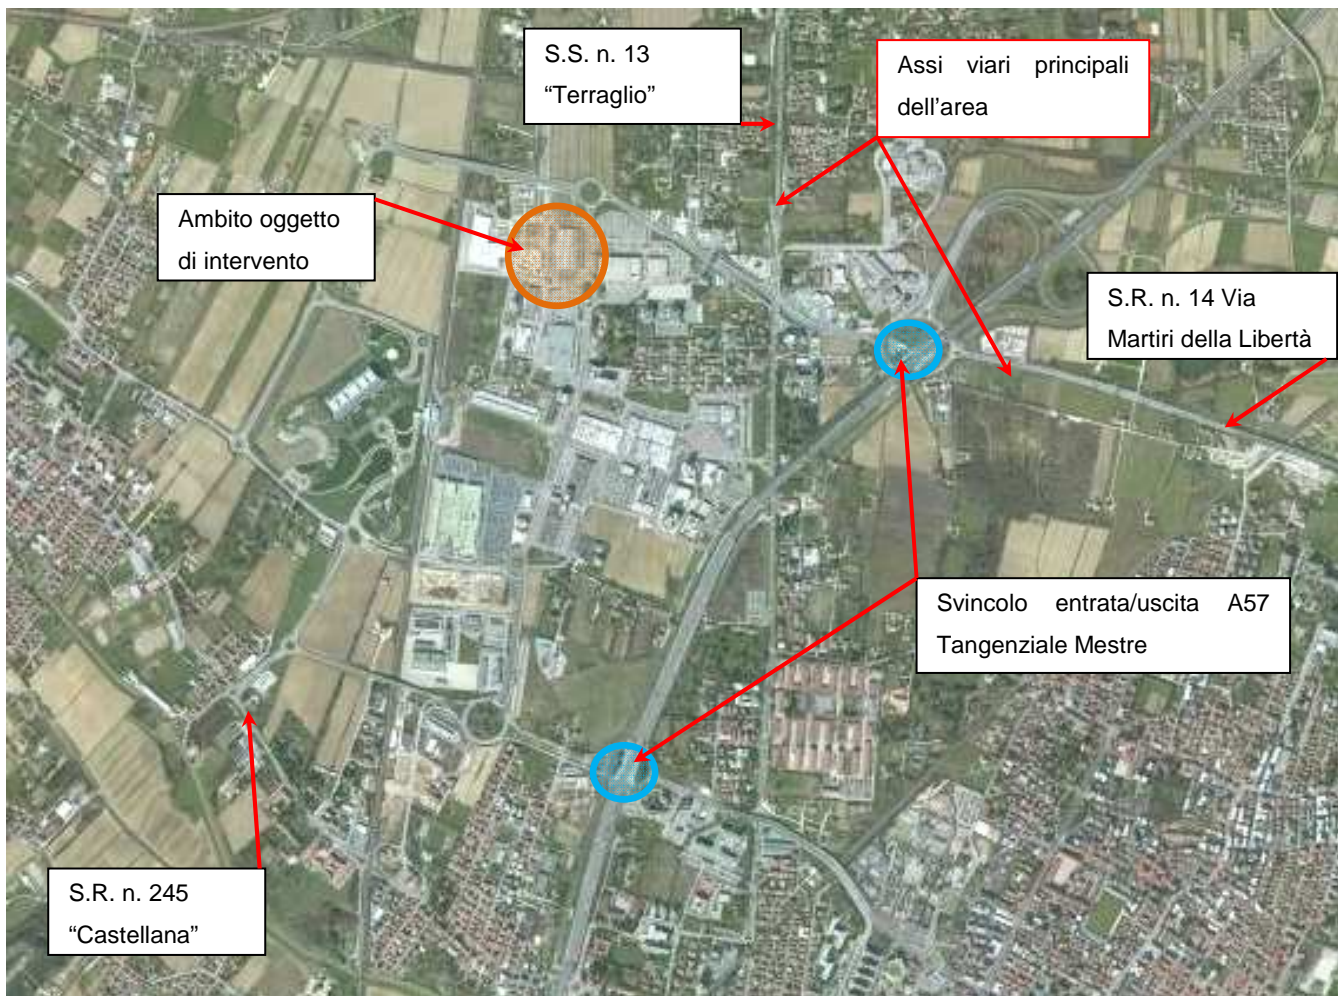 S.S. n. 13
“Terraglio”
Assi viari principali
dell’area
Ambito oggetto
di intervento
S.R. n. 14 Via
Martiri della Libertà
Svincolo entrata/uscita A57
Tangenziale Mestre
S.R. n. 245
“Castellana”